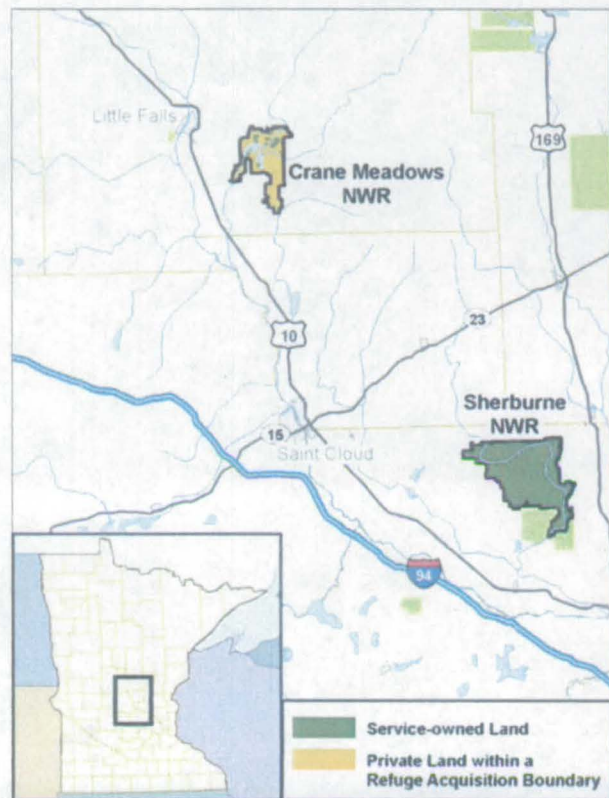 Little Falls
169
Crane Meadows
NWR
10
23
Sherburne
NWR
15
Saint Cloud
94
Service-owned Land
Private Land within a
Refuge Acquisition Boundary